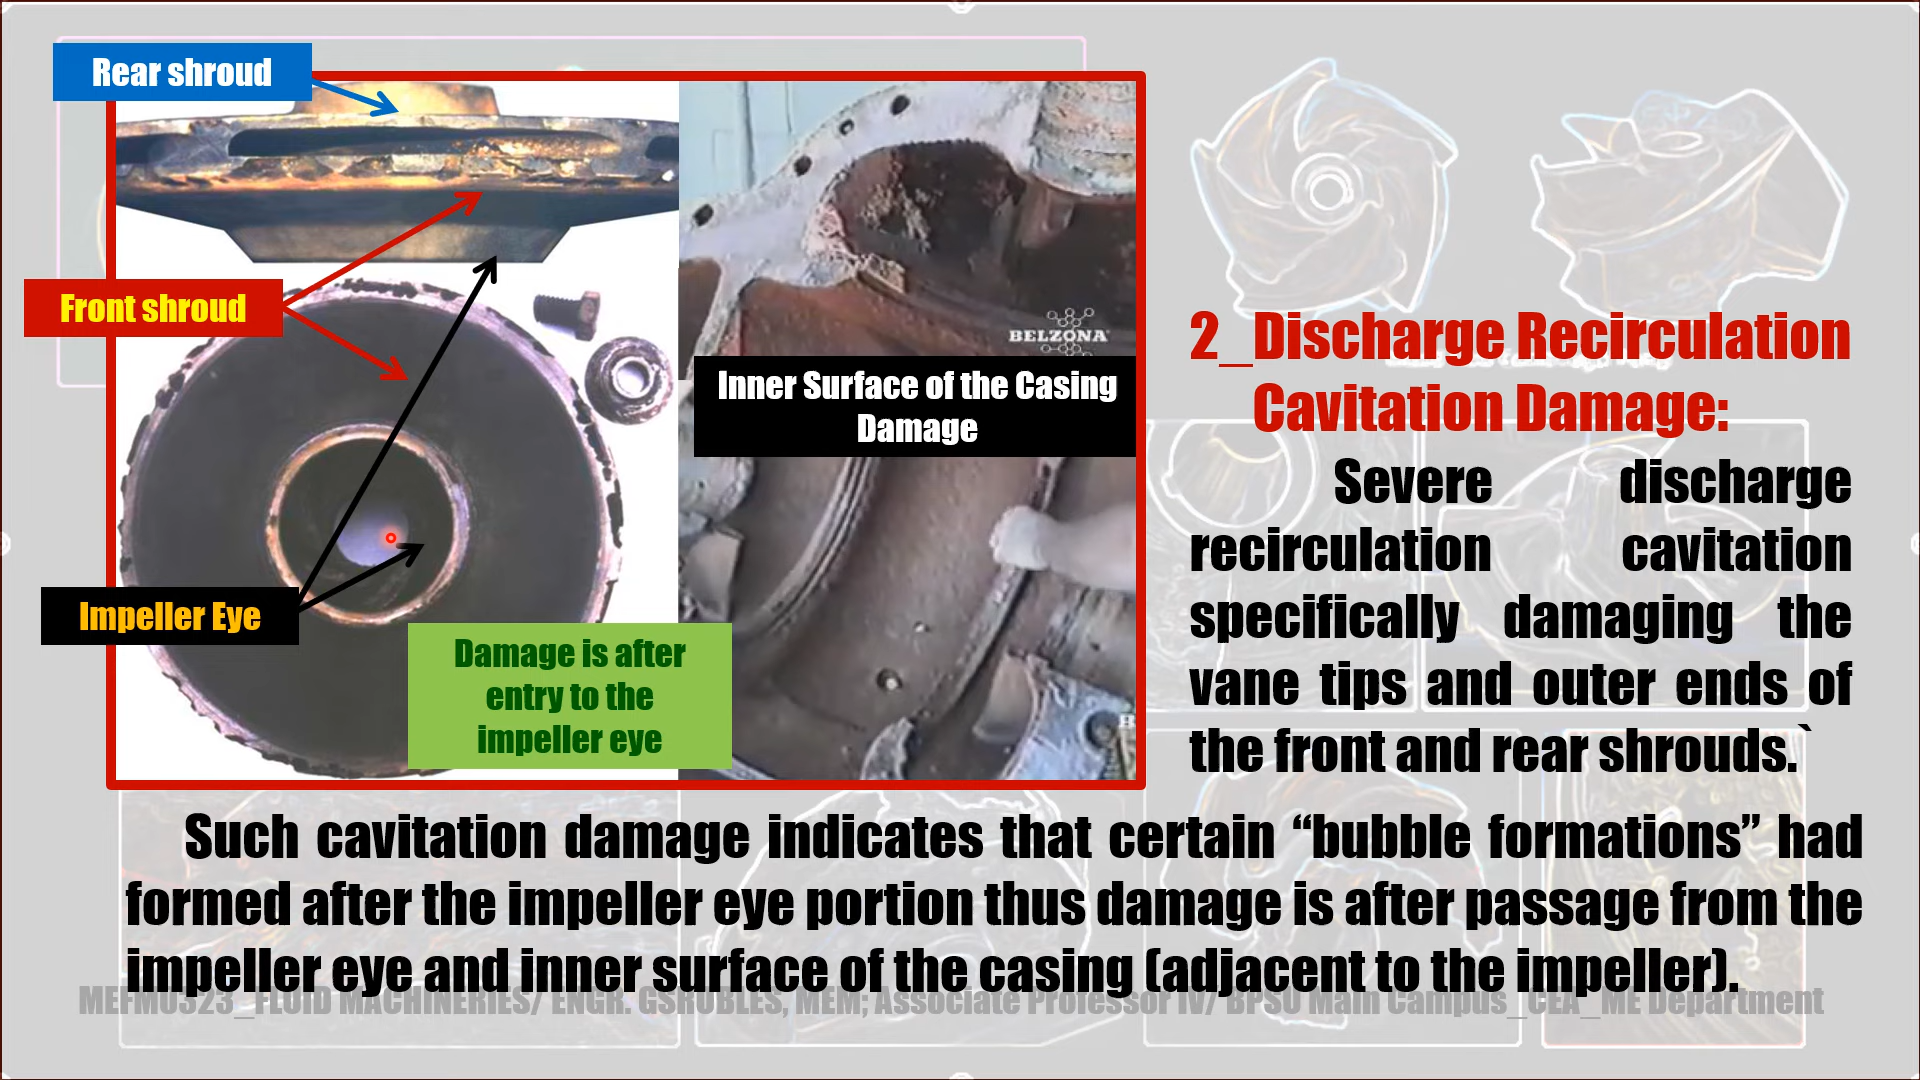 Rear shroud
Front shroud
BELZONA
Inner Surface of the Casing
Damage
Impeller Eye
Damage is after
entry to the
impeller eye
2_Discharge Recirculation
Cavitation Damage:
Severe discharge
recirculation cavitation
specifically damaging the
vane tips and outer ends of
the front and rear shrouds.`
Such cavitation damage indicates that certain “bubble formations” had
formed after the impeller eye portion thus damage is after passage from the
impeller eye and inner surface of the casing (adjacent to the impeller).
MEFM0323_FLUID MACHINERIES/ ENGR. GSROBLES, MEM; Associate Professor IV/ BPSU Main Campus_CEA_ME Department